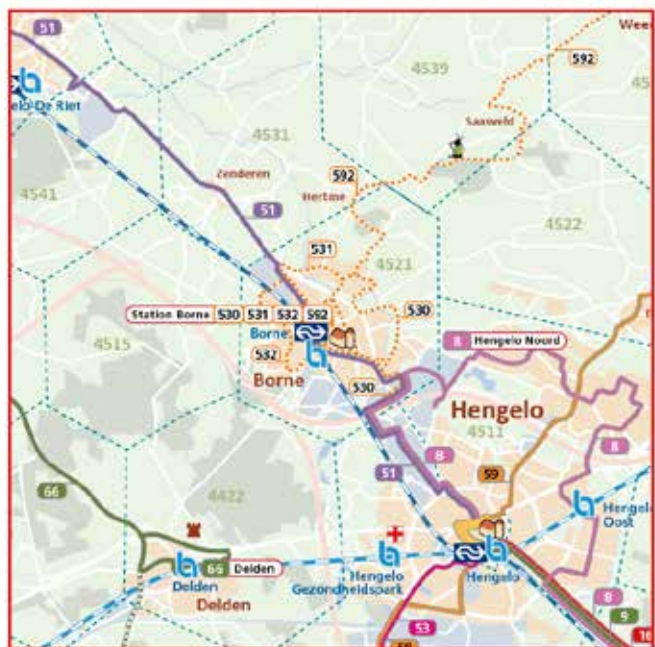 51
Weer
592
4539
elo De Riet
Saasveld
4531
Zenderen
592
4541
51
Hertme
4522
531
4521
Station Borne 530 531 532 592
530
Borne
8 Hengelo Noord
4515
532
Borne
530
Hengelo
4511
8
8
51
59
66
4422
Hengelo
Oost
66 Delden
Delden
Hengelo
Gezondheidspark
Hengelo
Delden
8
53
9